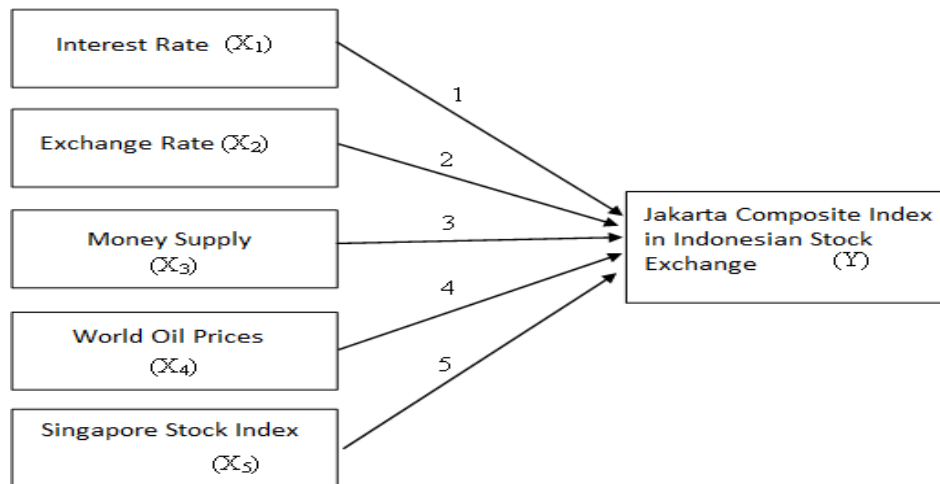 Interest Rate (X₁)
1
Exchange Rate (X₂)
2
Money Supply
(X₃)
3
World Oil Prices
(X₄)
4
Singapore Stock Index
(X₅)
5
Jakarta Composite Index
in Indonesian Stock
Exchange (Y)